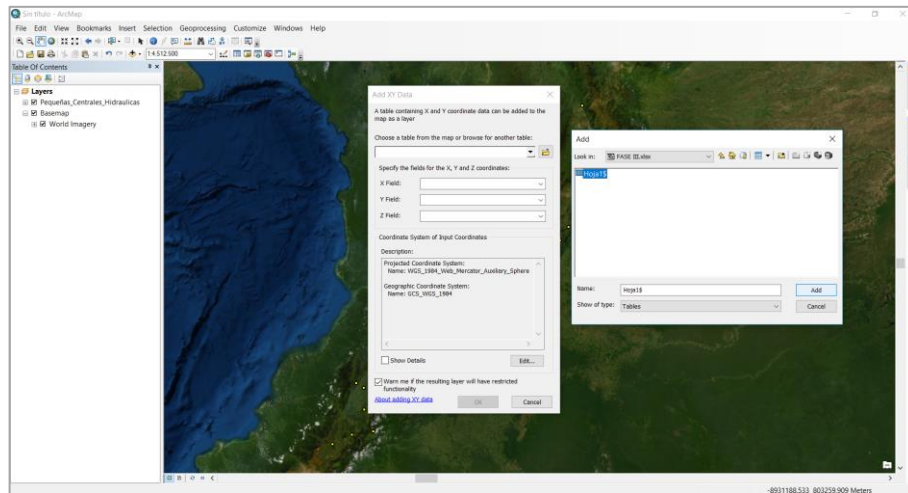 Sin título - ArcMap
File Edit View Bookmarks Insert Selection Geoprocessing Customize Windows Help
1:4.512.500
Table Of Contents
Layers
Pequeñas_Centrales_Hidraulicas
Basemap
World Imagery
Add XY Data
A table containing X and Y coordinate data can be added to the
map as a layer
Choose a table from the map or browse for another table:
Specify the fields for the X, Y and Z coordinates:
X Field:
Y Field:
Z Field:
Coordinate System of Input Coordinates
Description:
Projected Coordinate System:
Name: WGS_1984_Web_Mercator_Auxiliary_Sphere
Geographic Coordinate System:
Name: GCS_WGS_1984
Show Details
Edit...
Warn me if the resulting layer will have restricted
functionality
About adding XY data
OK
Cancel
Add
Look in: FASE III.xlsx
Hoja1$
Name: Hoja1$
Add
Show of type: Tables
Cancel
-8931188.533 803259.909 Meters